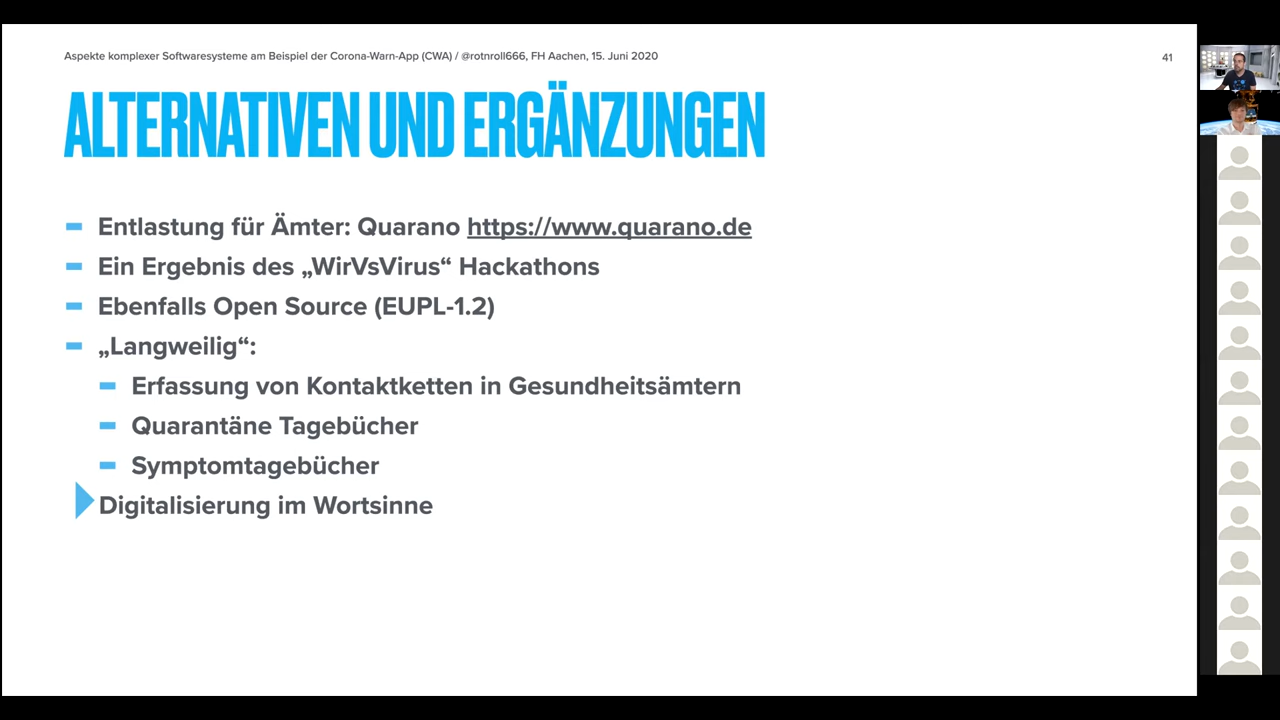 Aspekte komplexer Softwaresysteme am Beispiel der Corona-Warn-App (CWA) / @rotnroll666, FH Aachen, 15. Juni 2020
41
ALTERNATIVEN UND ERGÄNZUNGEN
Entlastung für Ämter: Quarano https://www.quarano.de
Ein Ergebnis des „WirVsVirus“ Hackathons
Ebenfalls Open Source (EUPL-1.2)
„Langweilig“:
Erfassung von Kontaktketten in Gesundheitsämtern
Quarantäne Tagebücher
Symptomtagebücher
Digitalisierung im Wortsinne